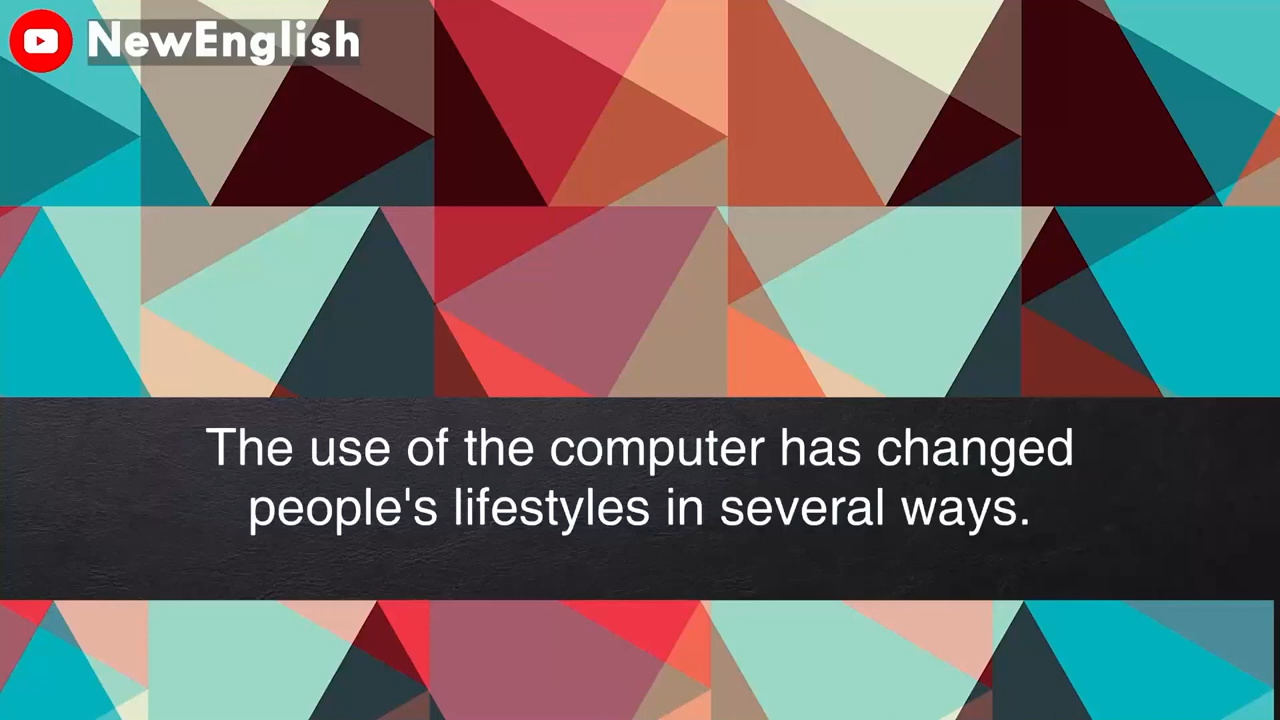 NewEnglish
The use of the computer has changed
people's lifestyles in several ways.